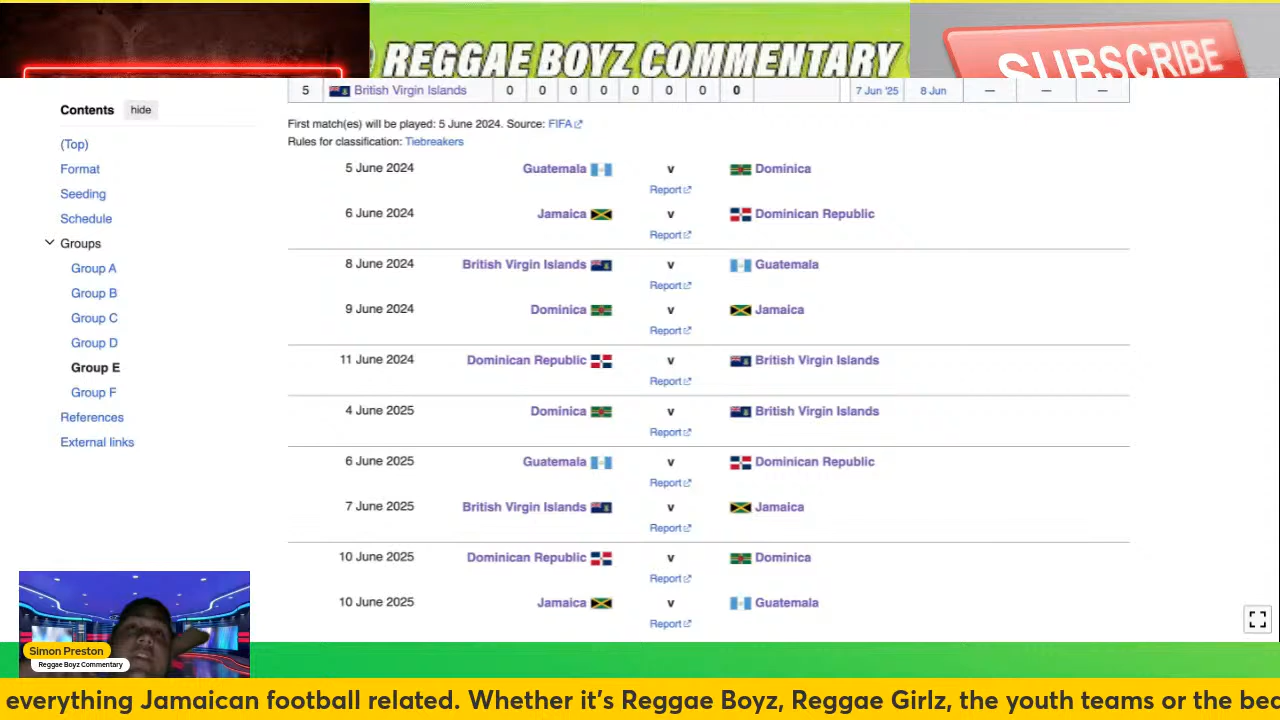 REGGAE BOYZ COMMENTARY
SUBSCRIBE
Contents hide
(Top)
Format
Seeding
Schedule
Groups
Group A
Group B
Group C
Group D
Group E
Group F
References
External links
5 British Virgin Islands 0 0 0 0 0 0 0 0 7 Jun '25 8 Jun — — —
First match(es) will be played: 5 June 2024. Source: FIFA
Rules for classification: Tiebreakers
5 June 2024 Guatemala v Dominica
Report
6 June 2024 Jamaica v Dominican Republic
Report
8 June 2024 British Virgin Islands v Guatemala
Report
9 June 2024 Dominica v Jamaica
Report
11 June 2024 Dominican Republic v British Virgin Islands
Report
4 June 2025 Dominica v British Virgin Islands
Report
6 June 2025 Guatemala v Dominican Republic
Report
7 June 2025 British Virgin Islands v Jamaica
Report
10 June 2025 Dominican Republic v Dominica
Report
10 June 2025 Jamaica v Guatemala
Report
Simon Preston
Reggae Boyz Commentary
everything Jamaican football related. Whether it's Reggae Boyz, Reggae Girlz, the youth teams or the